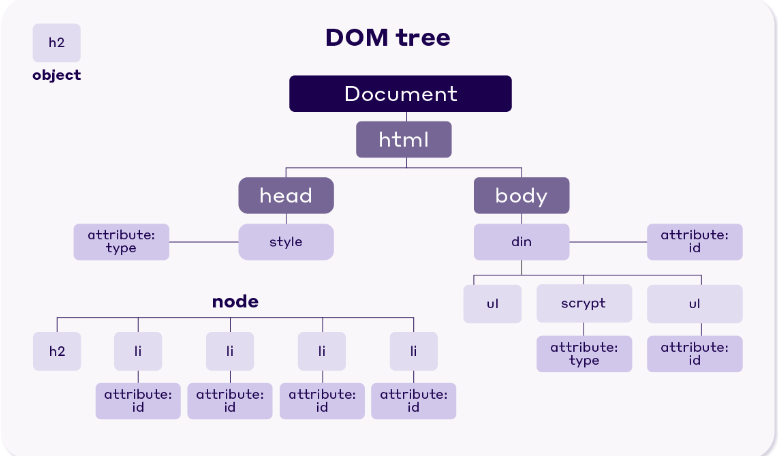 h2
object
DOM tree
Document
html
head
body
attribute:
type
style
din
attribute:
id
ul
scrypt
ul
attribute:
type
attribute:
id
node
h2
li
li
li
li
attribute:
id
attribute:
id
attribute:
id
attribute:
id